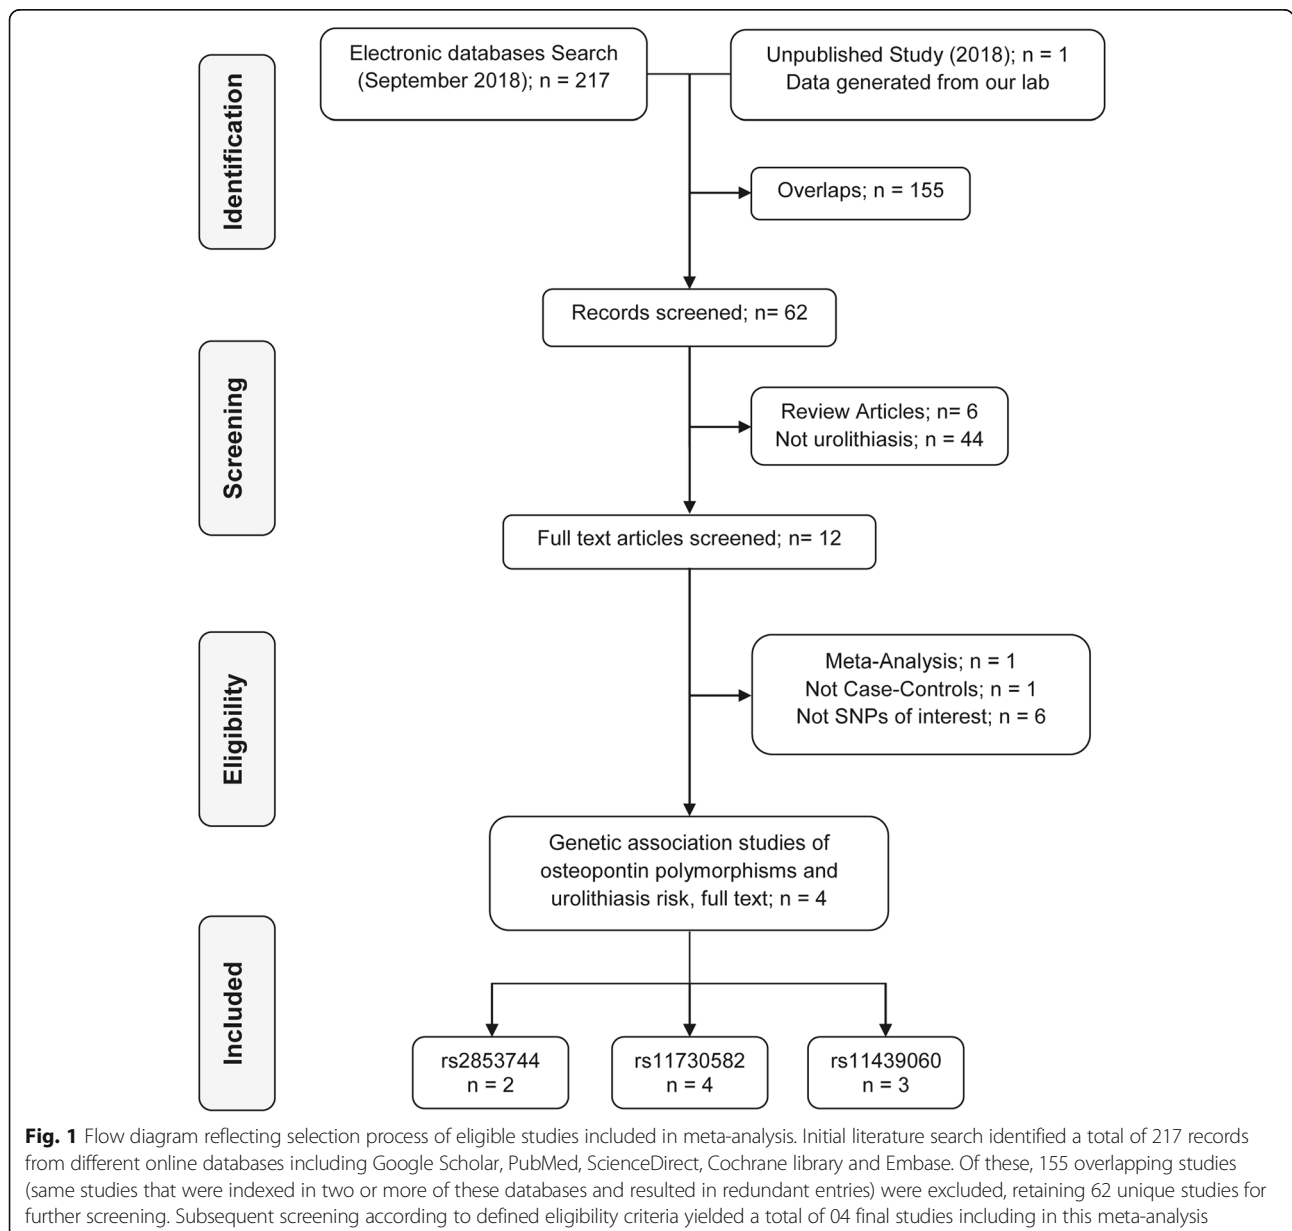 Electronic databases Search
(September 2018); n = 217
Unpublished Study (2018); n = 1
Data generated from our lab
Identification
Overlaps; n = 155
Records screened; n= 62
Screening
Review Articles; n= 6
Not urolithiasis; n = 44
Full text articles screened; n= 12
Eligibility
Meta-Analysis; n = 1
Not Case-Controls; n = 1
Not SNPs of interest; n = 6
Genetic association studies of
osteopontin polymorphisms and
urolithiasis risk, full text; n = 4
Included
rs2853744
n = 2
rs11730582
n = 4
rs11439060
n = 3
Fig. 1 Flow diagram reflecting selection process of eligible studies included in meta-analysis. Initial literature search identified a total of 217 records
from different online databases including Google Scholar, PubMed, ScienceDirect, Cochrane library and Embase. Of these, 155 overlapping studies
(same studies that were indexed in two or more of these databases and resulted in redundant entries) were excluded, retaining 62 unique studies for
further screening. Subsequent screening according to defined eligibility criteria yielded a total of 04 final studies including in this meta-analysis